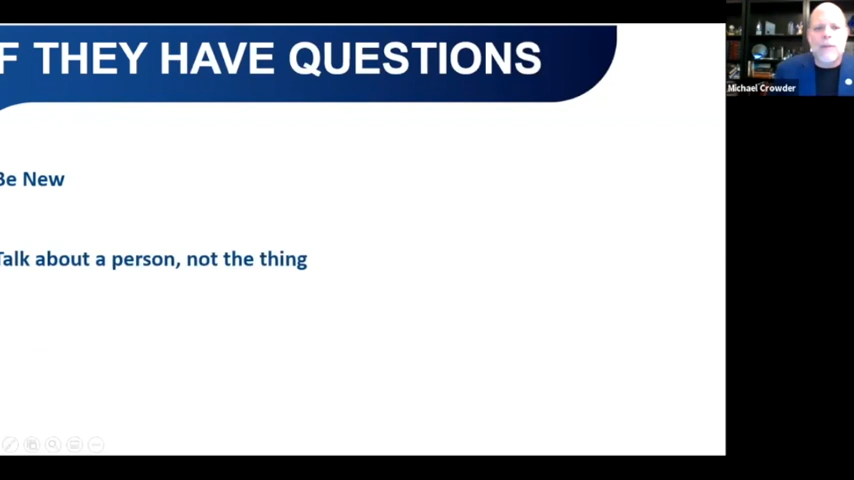 F THEY HAVE QUESTIONS
Michael Crowder
Be New
Talk about a person, not the thing